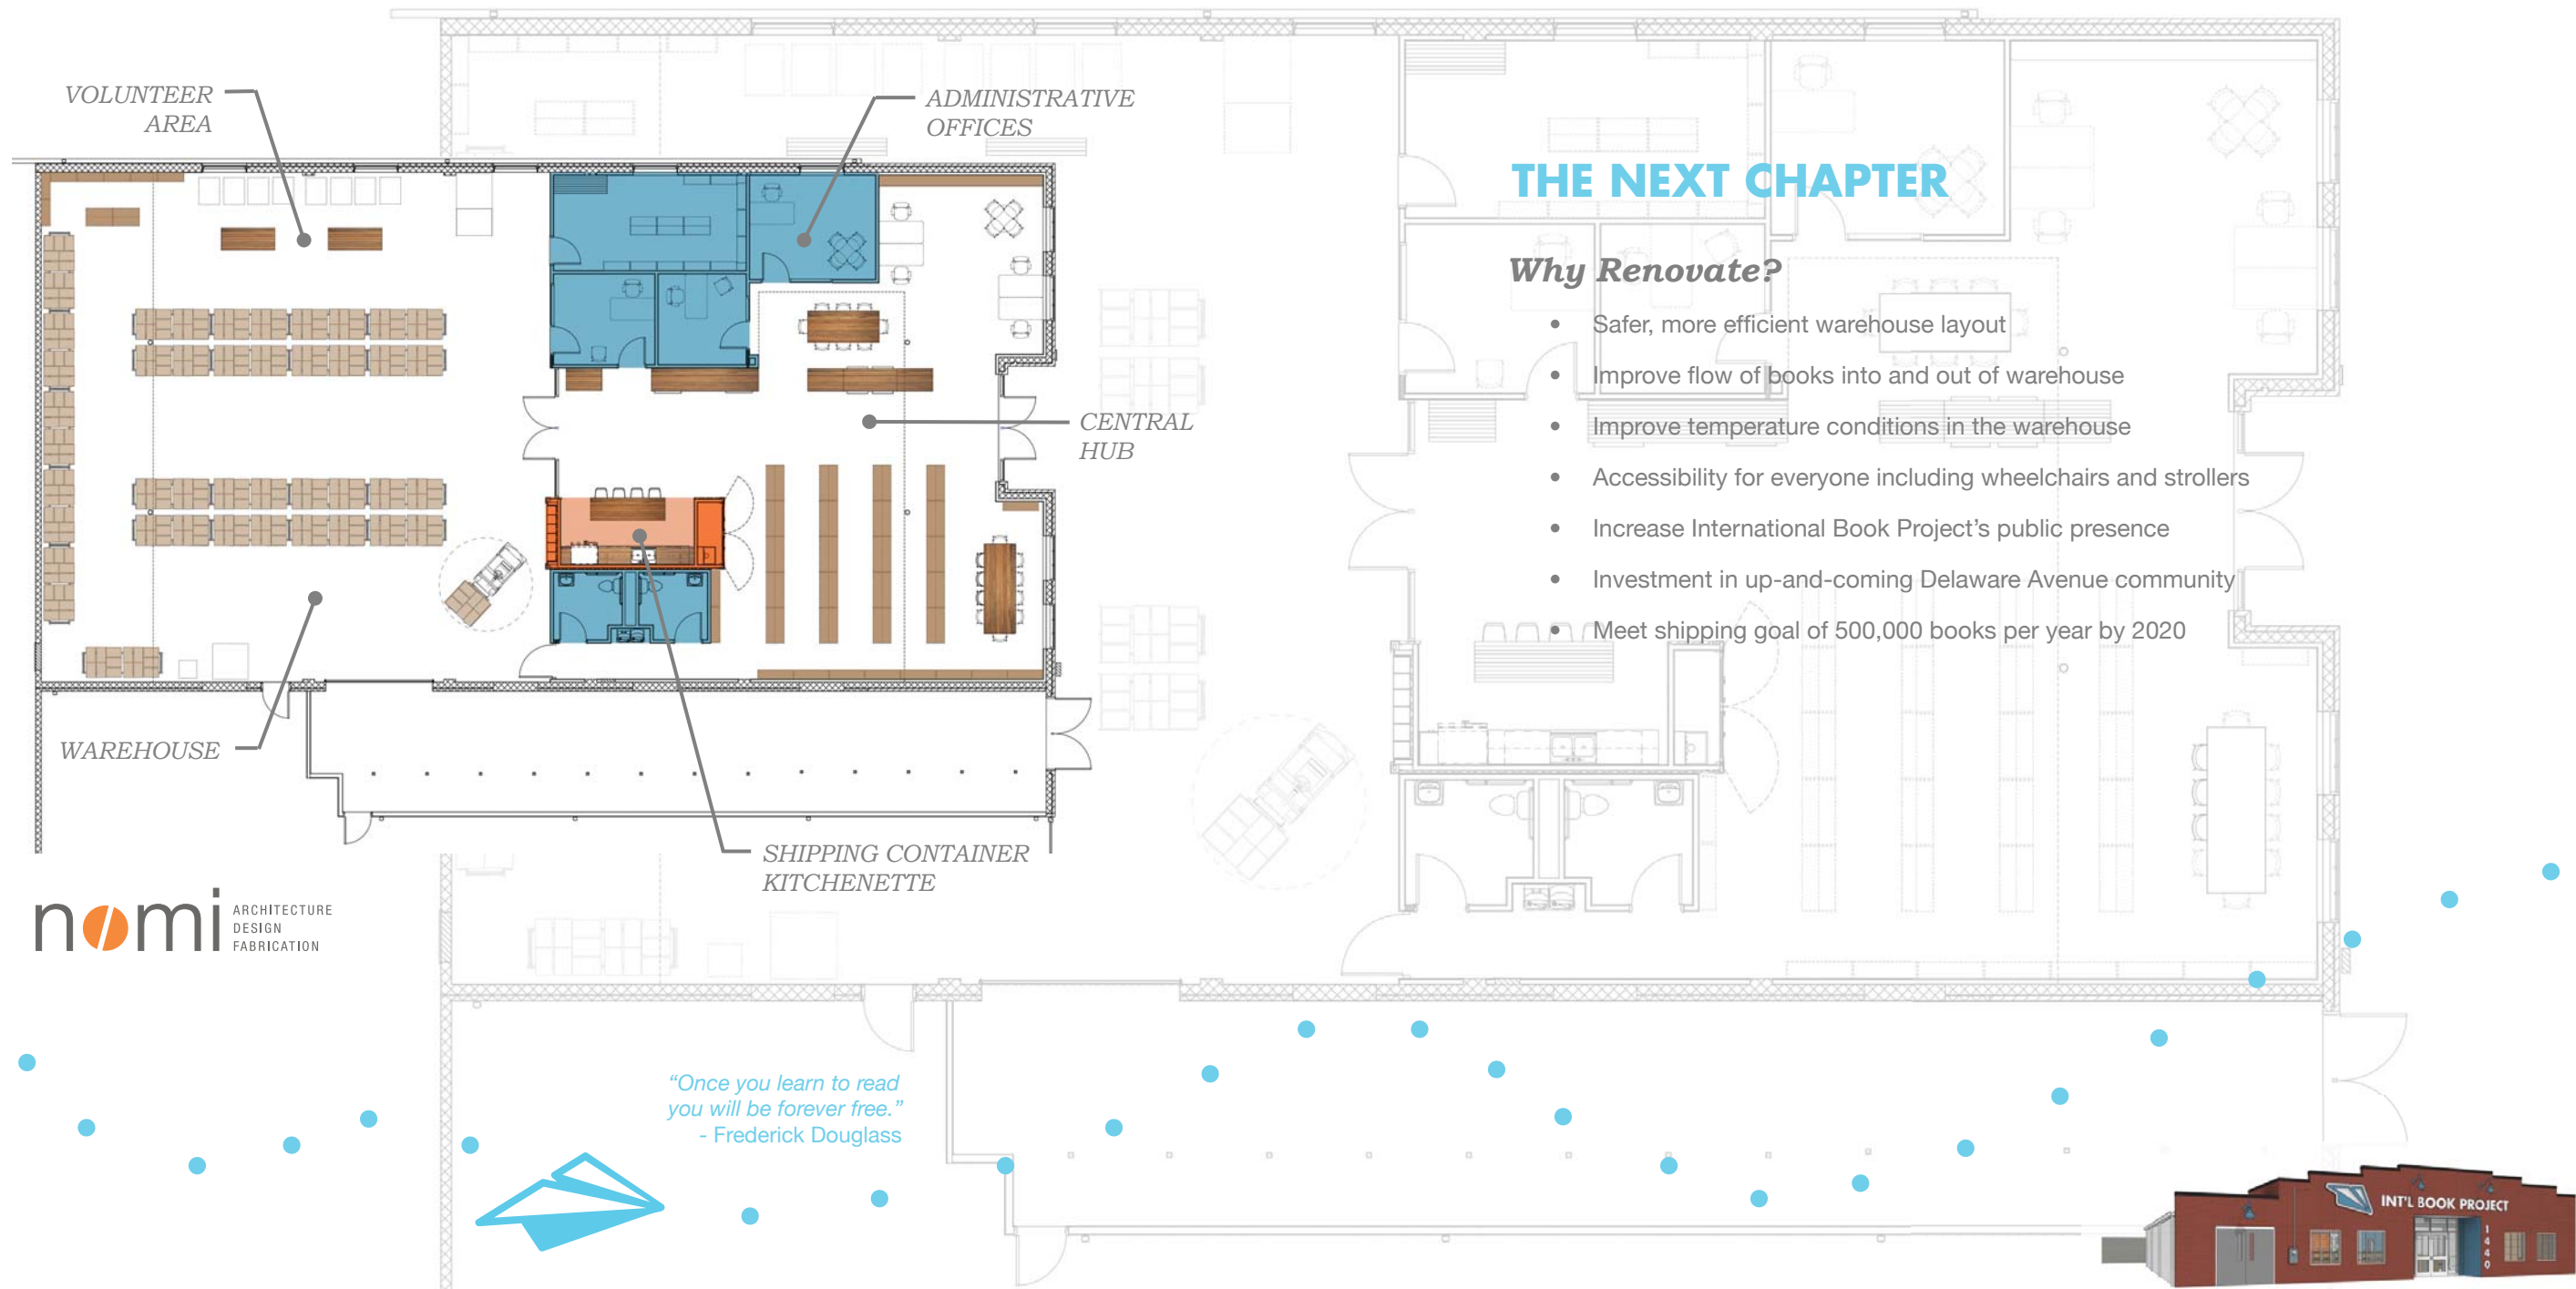 VOLUNTEER
AREA
ADMINISTRATIVE
OFFICES
CENTRAL
HUB
WAREHOUSE
SHIPPING CONTAINER
KITCHENETTE
nomi
ARCHITECTURE
DESIGN
FABRICATION
THE NEXT CHAPTER
Why Renovate?
• Safer, more efficient warehouse layout
• Improve flow of books into and out of warehouse
• Improve temperature conditions in the warehouse
• Accessibility for everyone including wheelchairs and strollers
• Increase International Book Project’s public presence
• Investment in up-and-coming Delaware Avenue community
• Meet shipping goal of 500,000 books per year by 2020
“Once you learn to read
you will be forever free.”
- Frederick Douglass
INT'L BOOK PROJECT
1440